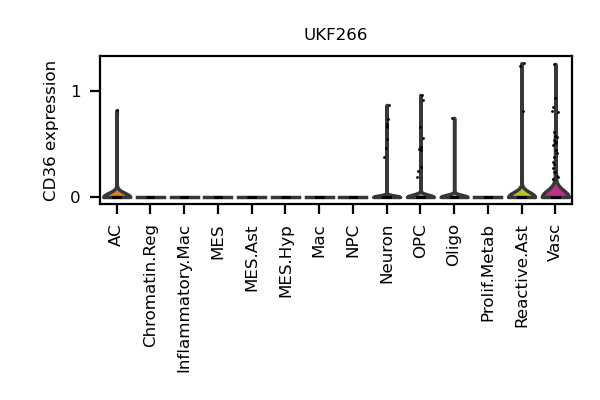 UKF266
CD36 expression
1
0
AC
Chromatin.Reg
Inflammatory.Mac
MES
MES.Ast
MES.Hyp
Mac
NPC
Neuron
OPC
Oligo
Prolif.Metab
Reactive.Ast
Vasc